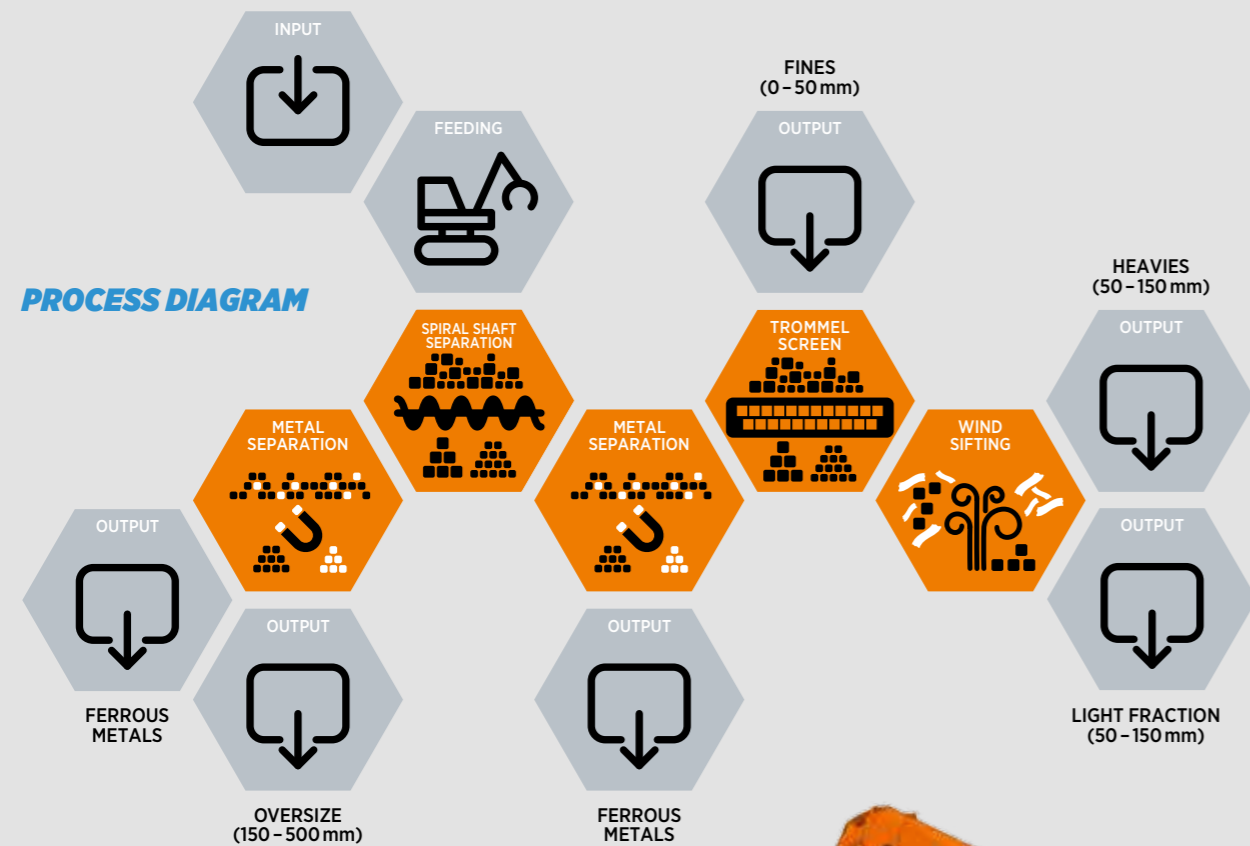 INPUT
FEEDING
FINES
(0 – 50 mm)
OUTPUT
PROCESS DIAGRAM
SPIRAL SHAFT
SEPARATION
TROMMEL
SCREEN
HEAVIES
(50 – 150 mm)
OUTPUT
METAL
SEPARATION
METAL
SEPARATION
WIND
SIFTING
OUTPUT
FERROUS
METALS
OUTPUT
OVERSIZE
(150 – 500 mm)
OUTPUT
FERROUS
METALS
OUTPUT
LIGHT FRACTION
(50 – 150 mm)